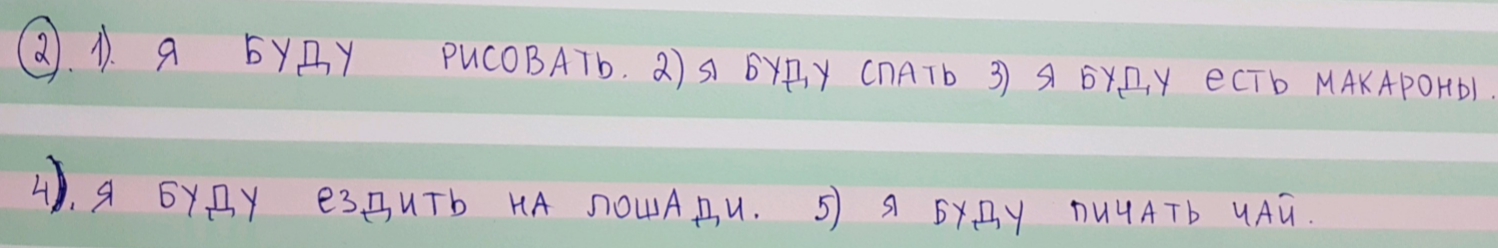 2. 1). Я БУДУ РИСОВАТЬ. 2) Я БУДУ СПАТЬ 3) Я БУДУ еСТЬ МАКАРОНЫ.
4). Я БУДУ еЗДИТЬ НА ЛОШАДИ. 5) Я БУДУ ПИЧАТЬ ЧАЙ.